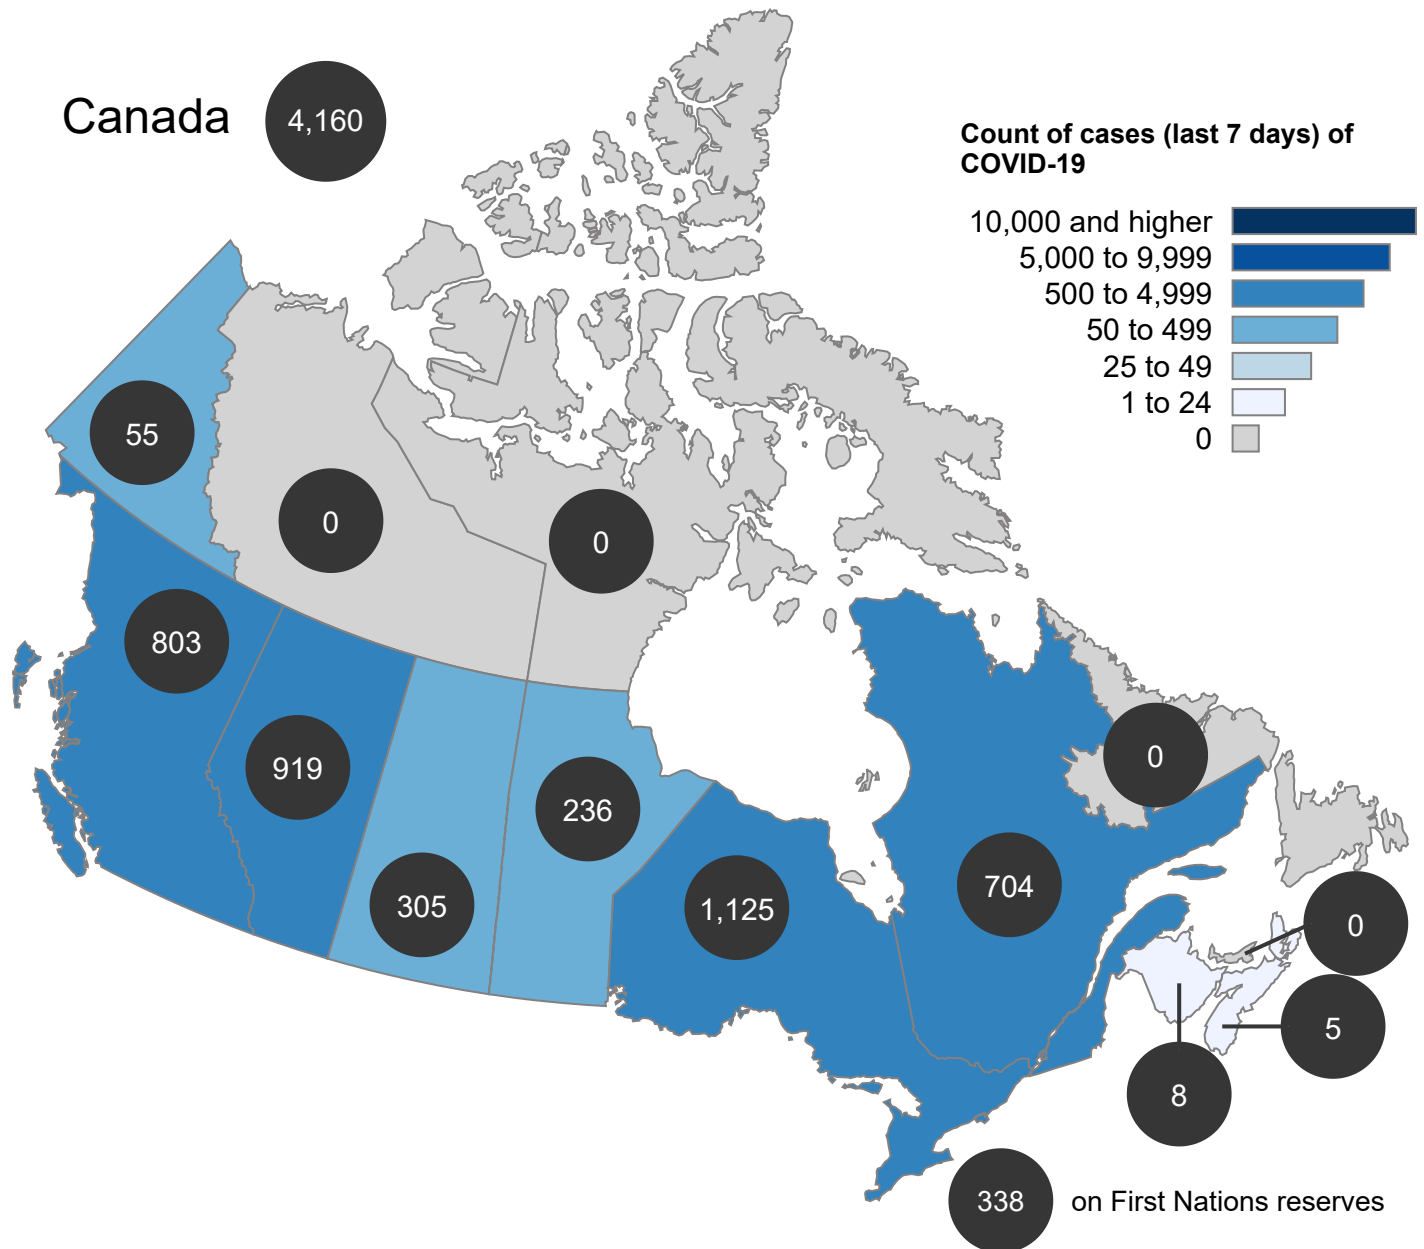 Canada
4,160
Count of cases (last 7 days) of
COVID-19
10,000 and higher
5,000 to 9,999
500 to 4,999
50 to 499
25 to 49
1 to 24
0
55
0
0
803
919
305
236
1,125
704
0
0
5
8
338
on First Nations reserves